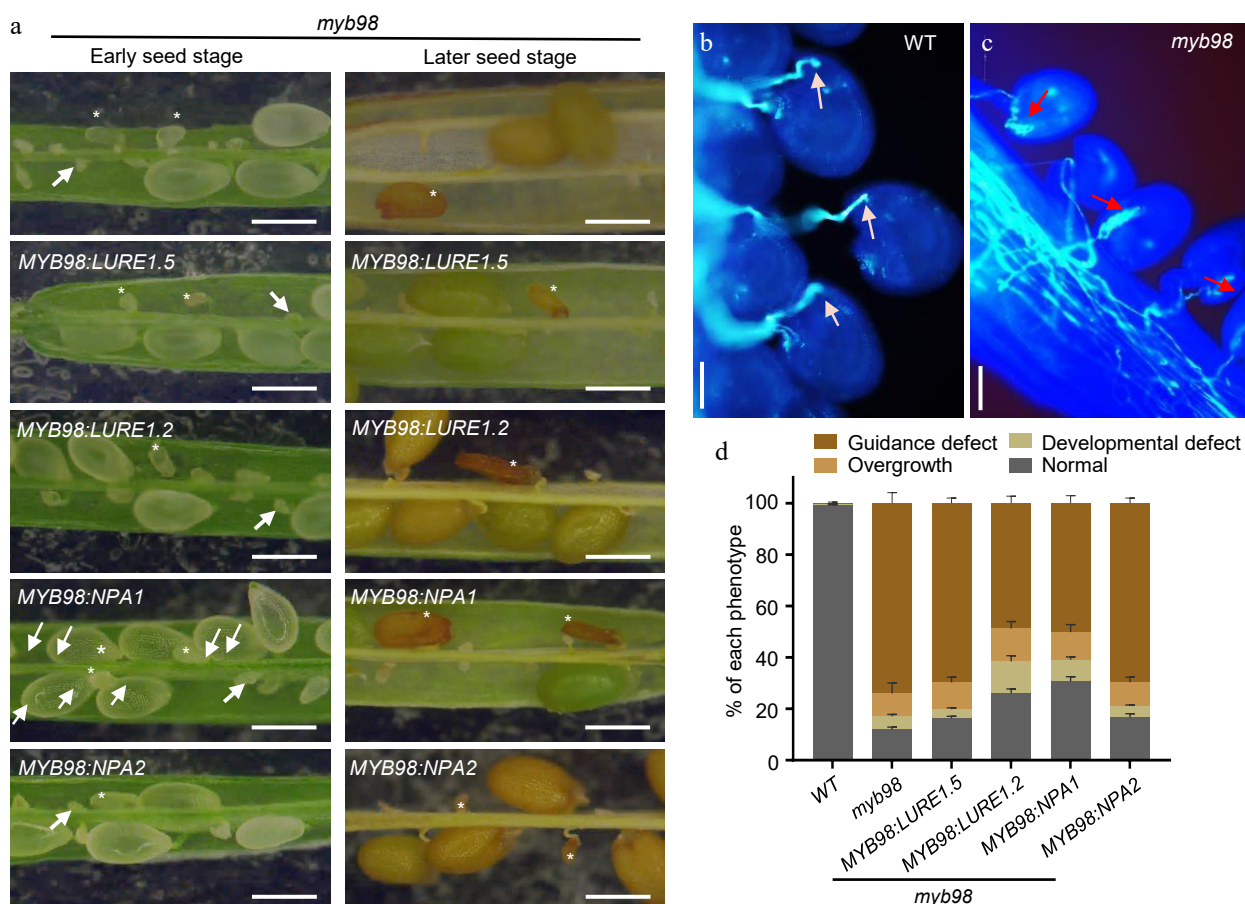 a
myb98
Early seed stage
Later seed stage
* *
*
MYB98:LURE1.5
* *
MYB98:LURE1.5
*
MYB98:LURE1.2
*
MYB98:LURE1.2
*
MYB98:NPA1
* *
*
MYB98:NPA1
* *
MYB98:NPA2
*
MYB98:NPA2
*
*
b
WT
c
myb98
d
Guidance defect
Developmental defect
Overgrowth
Normal
% of each phenotype
100
80
60
40
20
0
WT
myb98
MYB98:LURE1.5
MYB98:LURE1.2
MYB98:NPA1
MYB98:NPA2
myb98